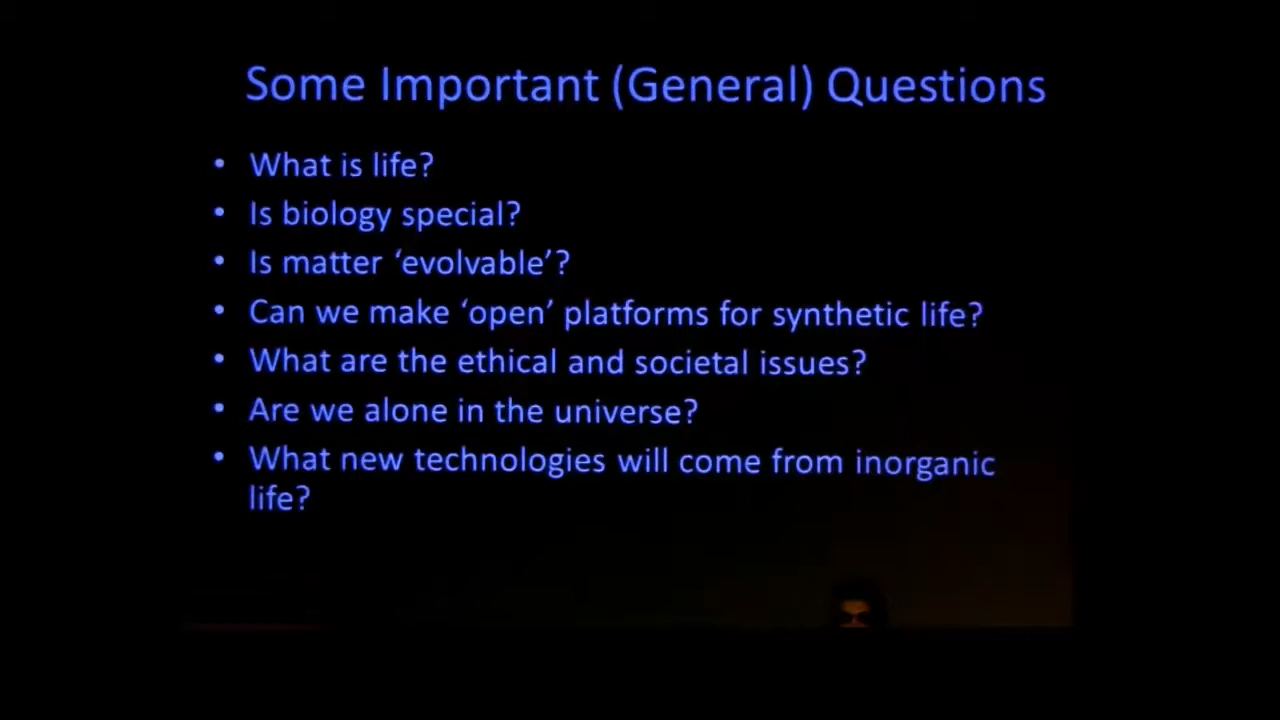 Some Important (General) Questions
• What is life?
• Is biology special?
• Is matter ‘evolvable’?
• Can we make ‘open’ platforms for synthetic life?
• What are the ethical and societal issues?
• Are we alone in the universe?
• What new technologies will come from inorganic
life?